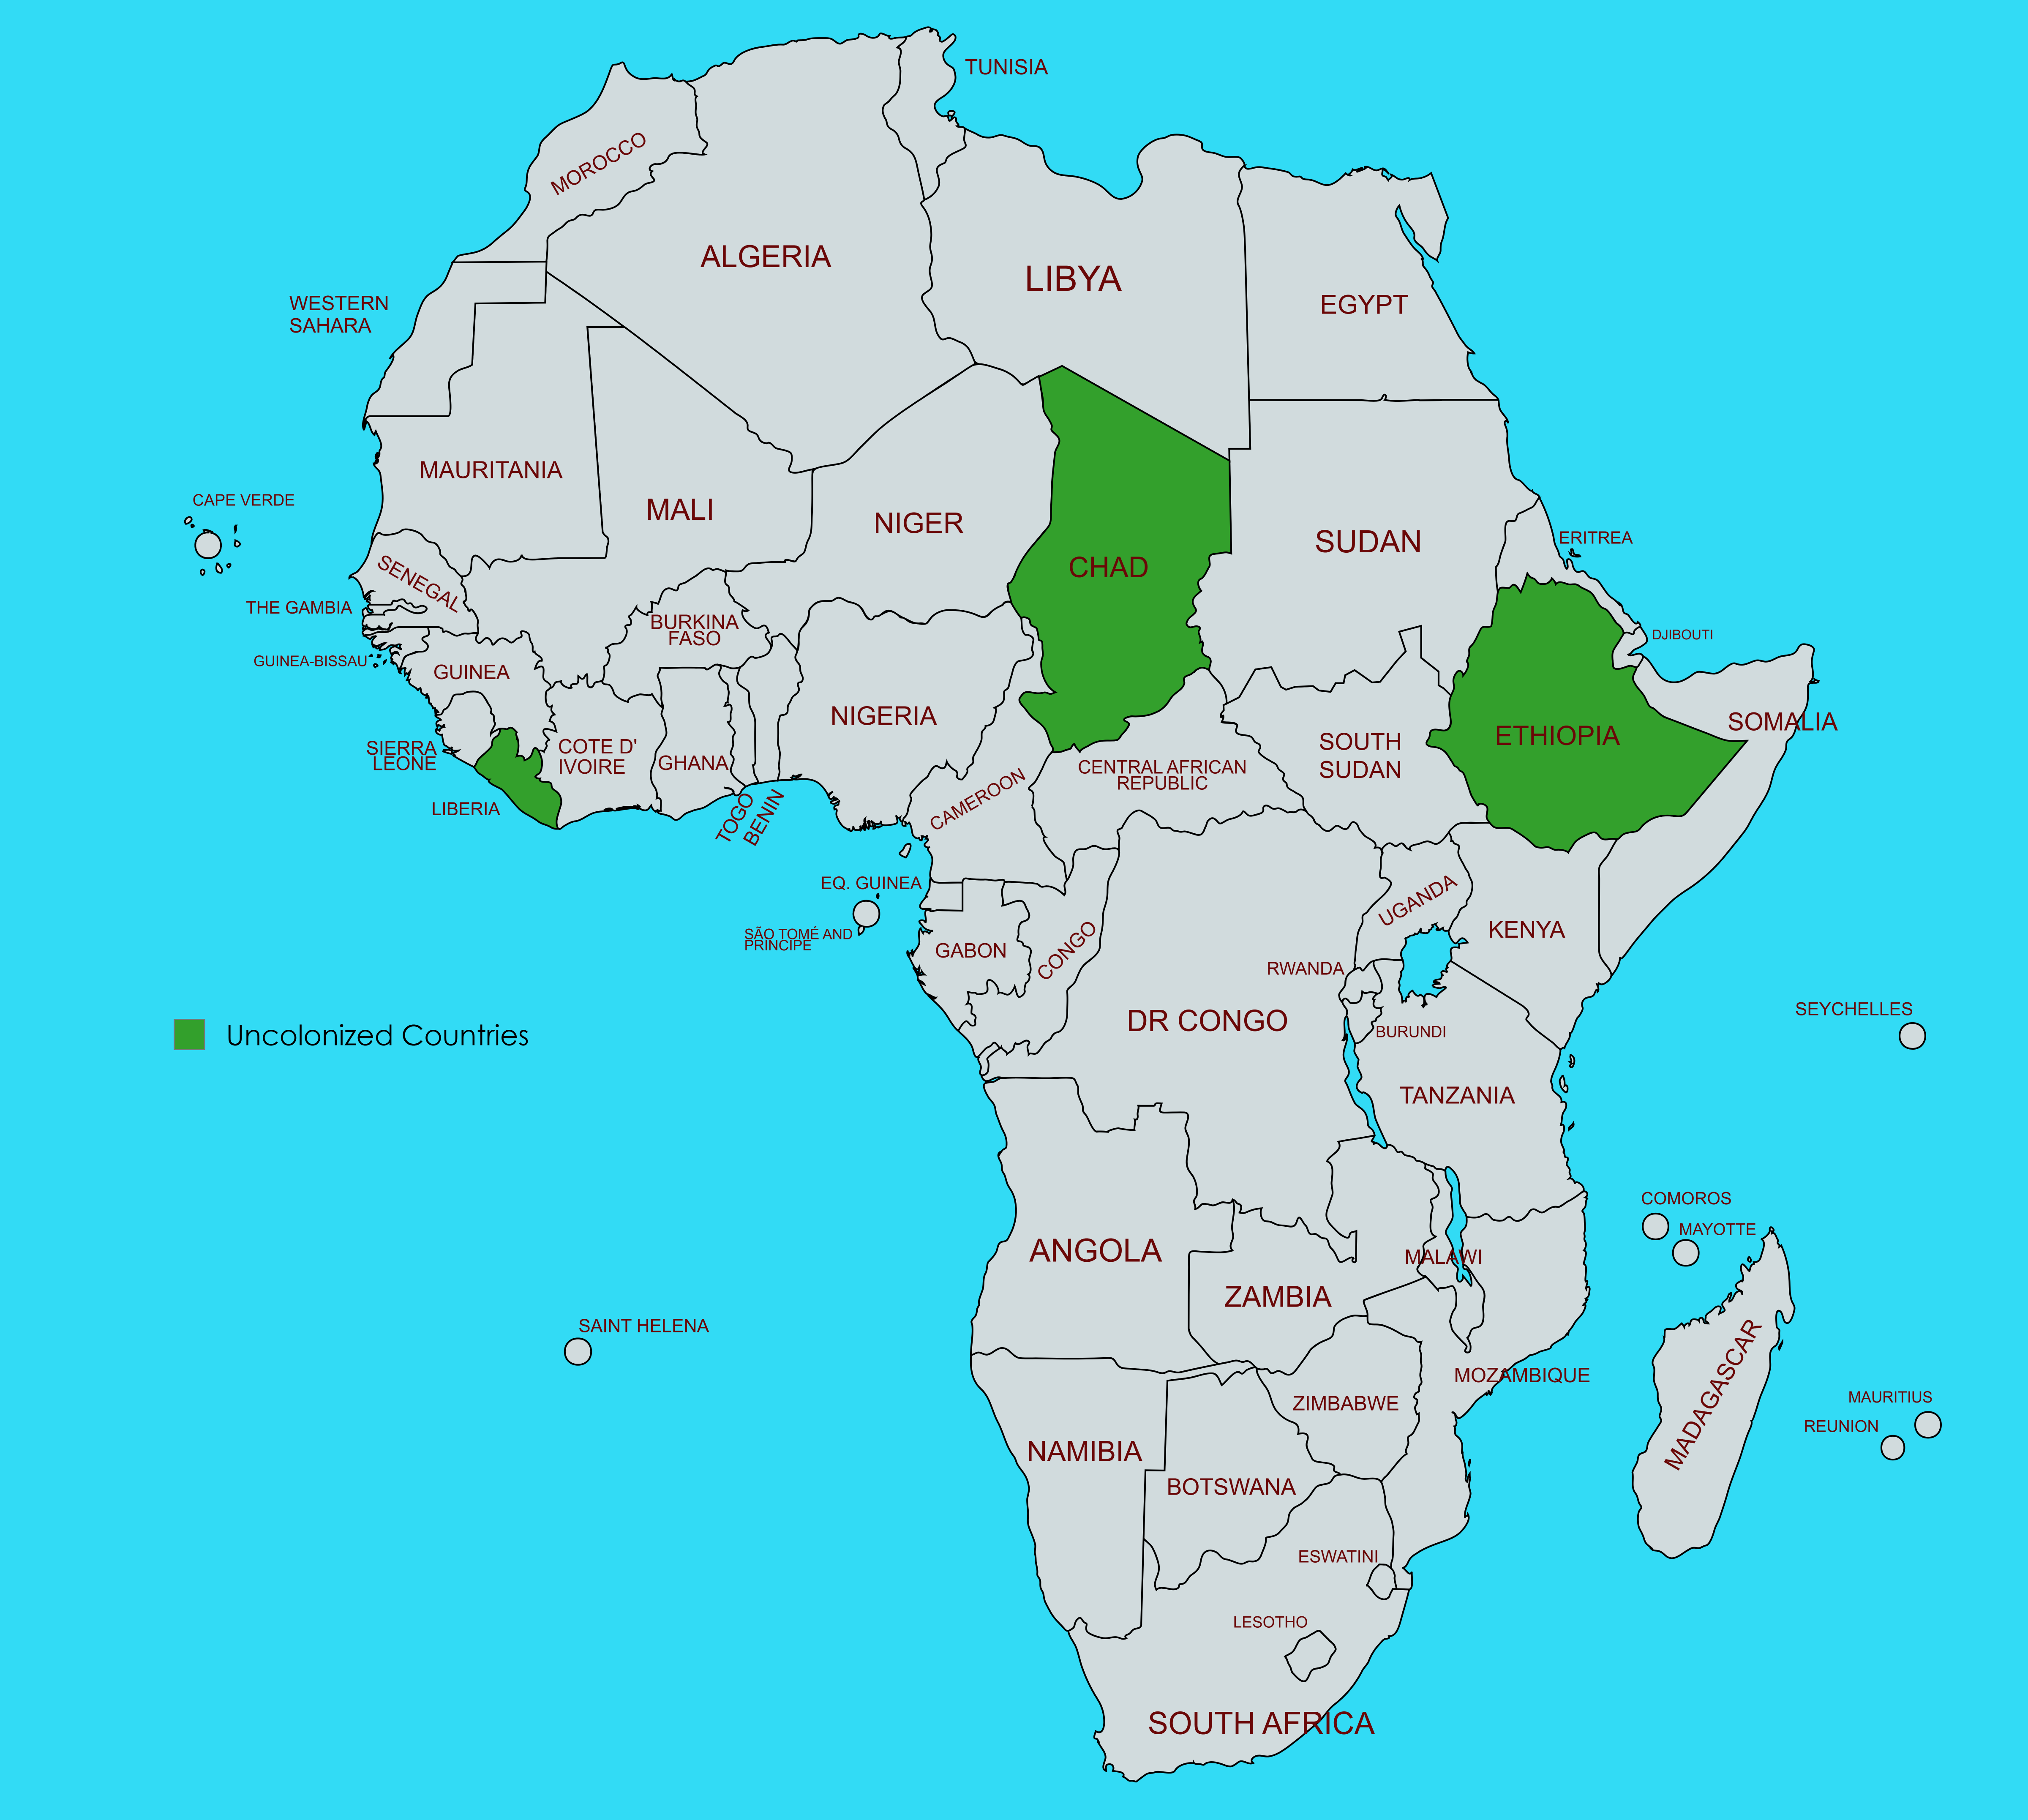 TUNISIA
MOROCCO
ALGERIA
LIBYA
EGYPT
WESTERN
SAHARA
MAURITANIA
MALI
NIGER
CHAD
SUDAN
ERITREA
CAPE VERDE
SENEGAL
THE GAMBIA
BURKINA
FASO
DJIBOUTI
GUINEA-BISSAU
GUINEA
NIGERIA
SOMALIA
ETHIOPIA
SOUTH
SUDAN
SIERRA
LEONE
COTE D'
IVOIRE
GHANA
CENTRAL AFRICAN
REPUBLIC
CAMEROON
LIBERIA
TOGO
BENIN
EQ. GUINEA
UGANDA
KENYA
SÃO TOMÉ AND
PRINCIPE
GABON
CONGO
RWANDA
SEYCHELLES
DR CONGO
BURUNDI
Uncolonized Countries
TANZANIA
COMOROS
MAYOTTE
ANGOLA
MALAWI
ZAMBIA
SAINT HELENA
MOZAMBIQUE
MADAGASCAR
MAURITIUS
ZIMBABWE
REUNION
NAMIBIA
BOTSWANA
ESWATINI
LESOTHO
SOUTH AFRICA